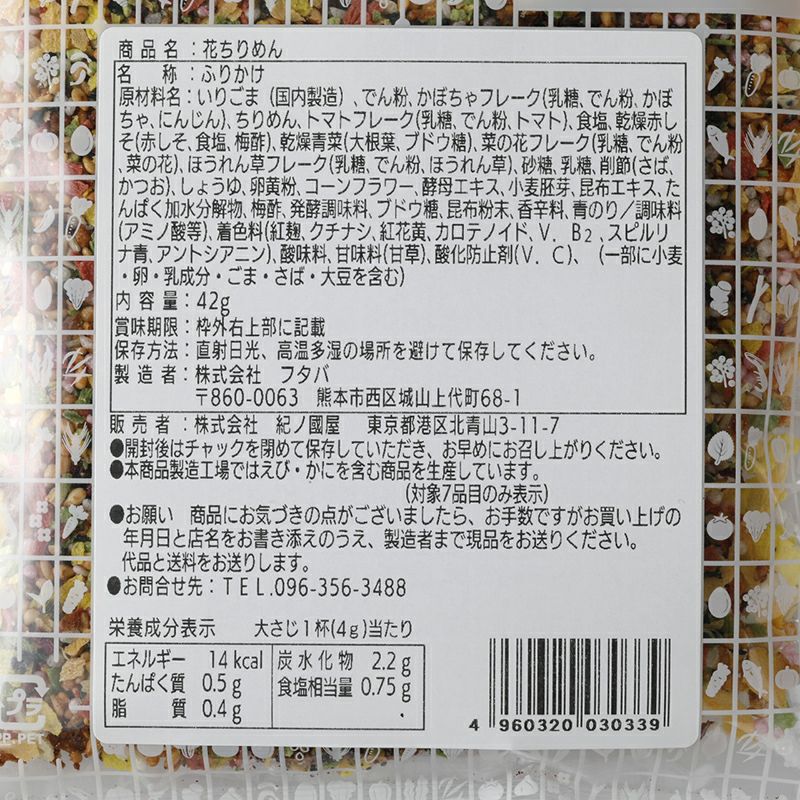 商品名：花ちりめん
名　　称：ふりかけ
原材料名：いりごま（国内製造）、でん粉、かぼちゃフレーク(乳糖、でん粉、かぼ
ちゃ、にんじん)、ちりめん、トマトフレーク(乳糖、でん粉、トマト)、食塩、乾燥赤し
そ(赤しそ、食塩、梅酢)、乾燥青菜(大根葉、ブドウ糖)、菜の花フレーク(乳糖、でん粉
、菜の花)、ほうれん草フレーク(乳糖、でん粉、ほうれん草)、砂糖、乳糖、削節(さば、
かつお)、しょうゆ、卵黄粉、コーンフラワー、酵母エキス、小麦胚芽、昆布エキス、た
んぱく加水分解物、梅酢、発酵調味料、ブドウ糖、昆布粉末、香辛料、青のり／調味料
(アミノ酸等)、着色料(紅麹、クチナシ、紅花黄、カロテノイド、V．B₂、スピルリ
ナ青、アントシアニン)、酸味料、甘味料(甘草)、酸化防止剤(V．C)、（一部に小麦
・卵・乳成分・ごま・さば・大豆を含む)
内容量：42g
賞味期限：枠外右上部に記載
保存方法：直射日光、高温多湿の場所を避けて保存してください。
製造者：株式会社　フタバ
〒860-0063　熊本市西区城山上代町68-1
販売者：株式会社　紀ノ國屋　東京都港区北青山3-11-7
●開封後はチャックを閉めて保存していただき、お早めにお召し上がりください。
●本商品製造工場ではえび・かにを含む商品を生産しています。
(対象7品目のみ表示)
●お願い　商品にお気づきの点がございましたら、お手数ですがお買い上げの
年月日と店名をお書き添えのうえ、製造者まで現品をお送りください。
代品と送料をお送りします。
●お問合せ先：TEL.096-356-3488
栄養成分表示　大さじ1杯(4g)当たり
エネルギー　14kcal　炭水化物　2.2g
たんぱく質　0.5g　食塩相当量　0.75g
脂　　質　0.4g
4 960320 030339
プラ
PP, PET